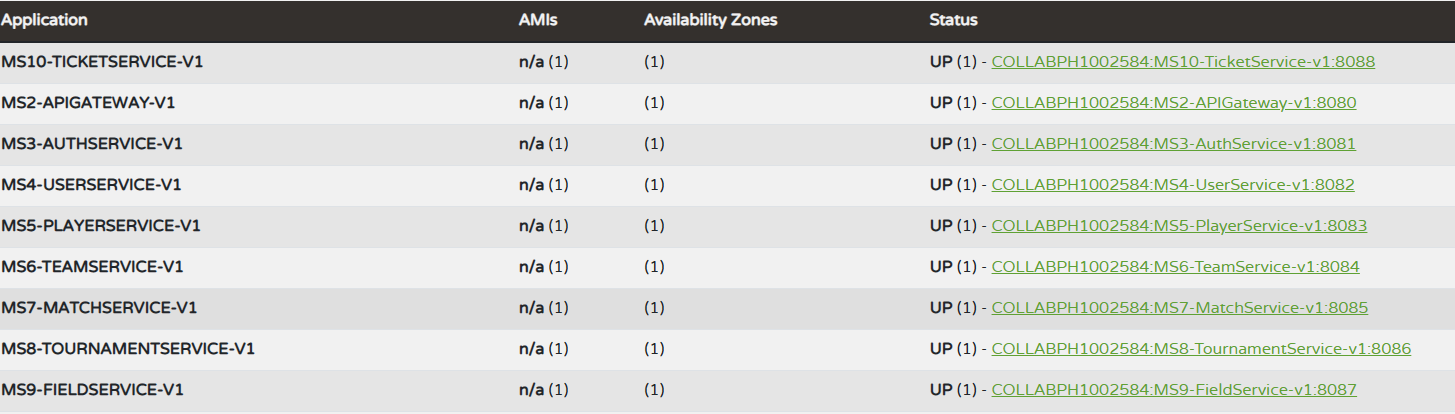 Application AMIs Availability Zones Status
MS10-TICKETSERVICE-V1 n/a (1) (1) UP (1) - COLLABPH1002584:MS10-TicketService-v1:8088
MS2-APIGATEWAY-V1 n/a (1) (1) UP (1) - COLLABPH1002584:MS2-APIGateway-v1:8080
MS3-AUTHSERVICE-V1 n/a (1) (1) UP (1) - COLLABPH1002584:MS3-AuthService-v1:8081
MS4-USERSERVICE-V1 n/a (1) (1) UP (1) - COLLABPH1002584:MS4-UserService-v1:8082
MS5-PLAYERSERVICE-V1 n/a (1) (1) UP (1) - COLLABPH1002584:MS5-PlayerService-v1:8083
MS6-TEAMSERVICE-V1 n/a (1) (1) UP (1) - COLLABPH1002584:MS6-TeamService-v1:8084
MS7-MATCHSERVICE-V1 n/a (1) (1) UP (1) - COLLABPH1002584:MS7-MatchService-v1:8085
MS8-TOURNAMENTSERVICE-V1 n/a (1) (1) UP (1) - COLLABPH1002584:MS8-TournamentService-v1:8086
MS9-FIELDSERVICE-V1 n/a (1) (1) UP (1) - COLLABPH1002584:MS9-FieldService-v1:8087